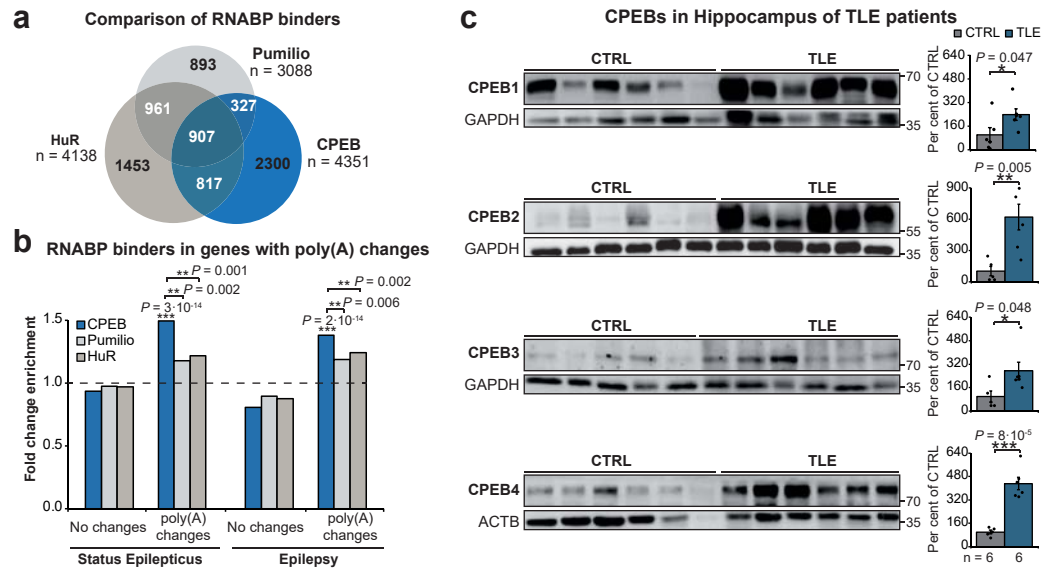 a
Comparison of RNABP binders
Pumilio
n = 3088
893
961
327
907
HuR
n = 4138
1453
817
2300
CPEB
n = 4351
b
RNABP binders in genes with poly(A) changes
** P = 0.001
** P = 0.002
P = 3·10-14
***
** P = 0.002
** P = 0.006
P = 2·10-14
***
CPEB
Pumilio
HuR
Fold change enrichment
1.5
1.0
0.5
0.0
No changes
poly(A) changes
No changes
poly(A) changes
Status Epilepticus
Epilepsy
c
CPEBs in Hippocampus of TLE patients
CTRL
TLE
CTRL
TLE
CPEB1
70
GAPDH
35
Per cent of CTRL
640
480
320
160
0
P = 0.047
*
CTRL
TLE
CPEB2
55
GAPDH
35
Per cent of CTRL
900
600
300
0
P = 0.005
**
CTRL
TLE
CPEB3
70
GAPDH
35
Per cent of CTRL
640
480
320
160
0
P = 0.048
*
CTRL
TLE
CPEB4
70
ACTB
35
Per cent of CTRL
640
480
320
160
0
P = 8·10-5
***
n = 6
6